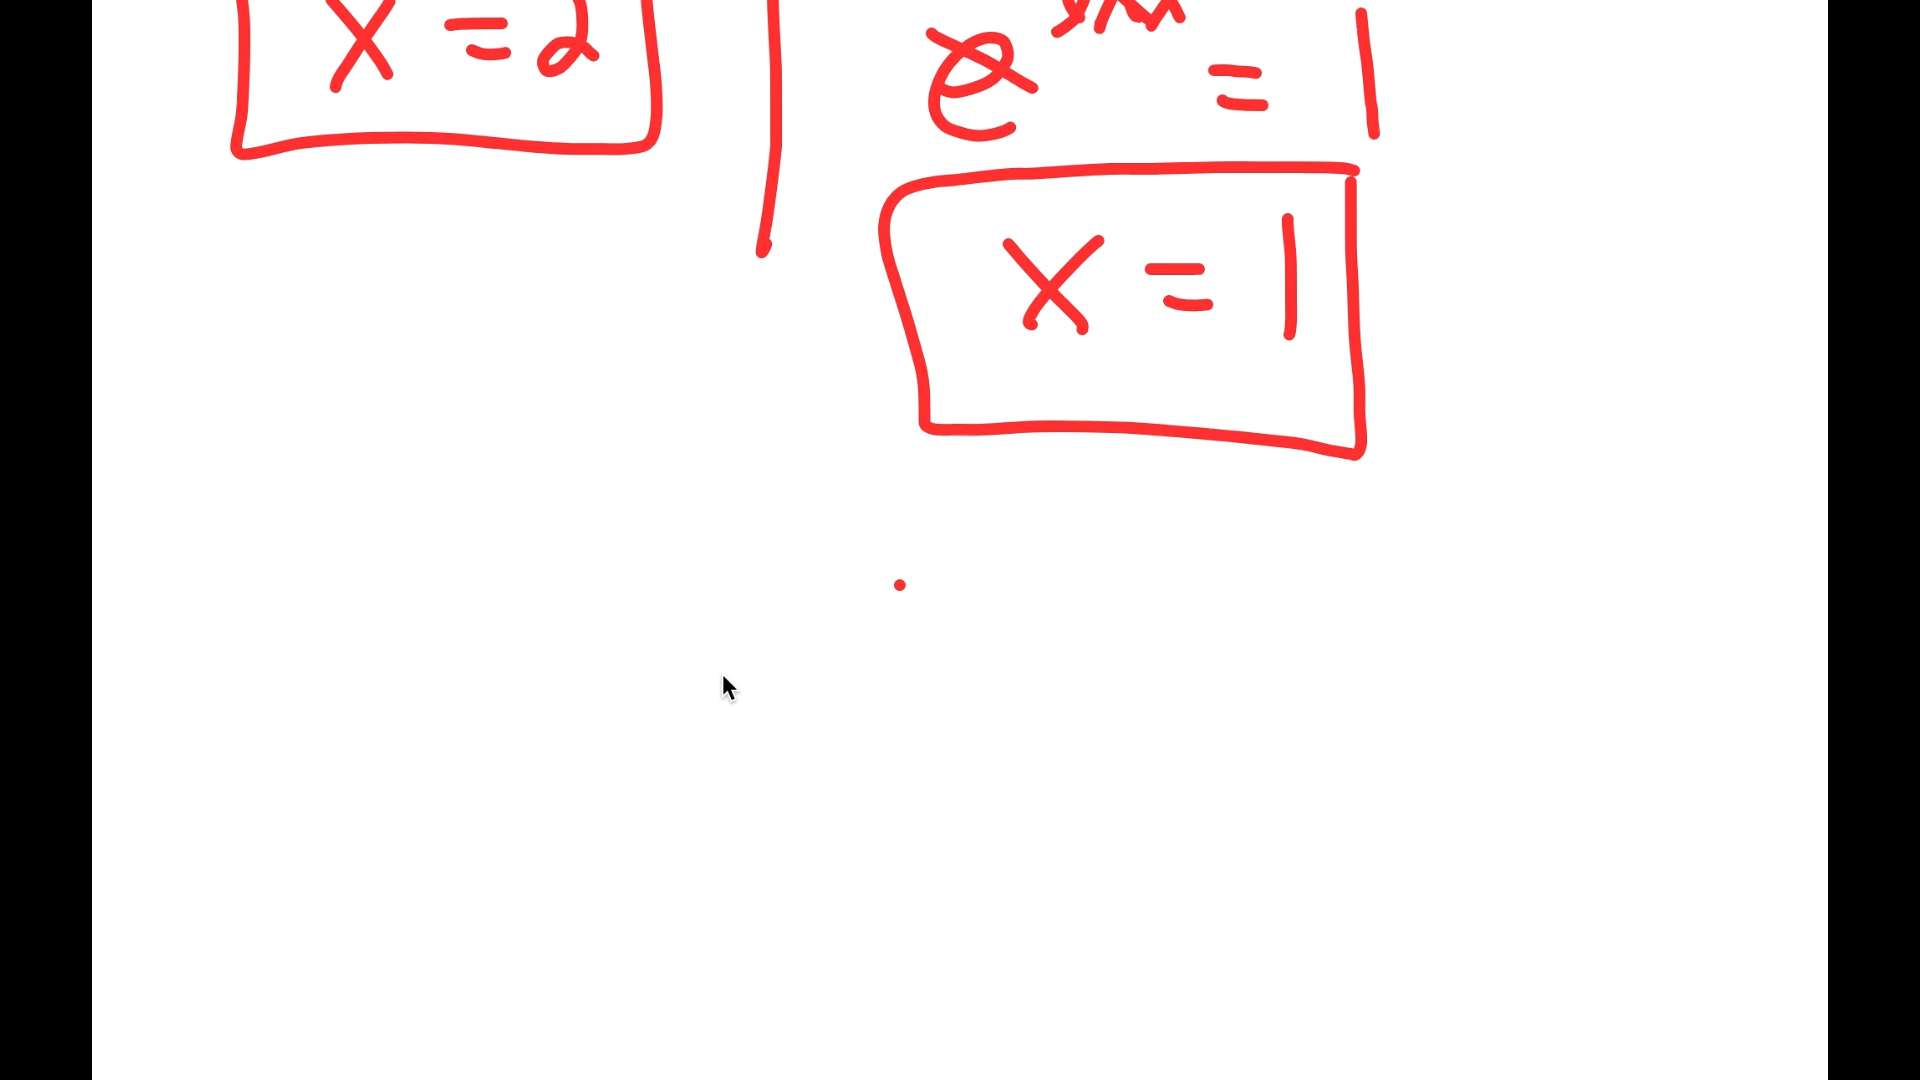 x = 2
e = 1
x = 1